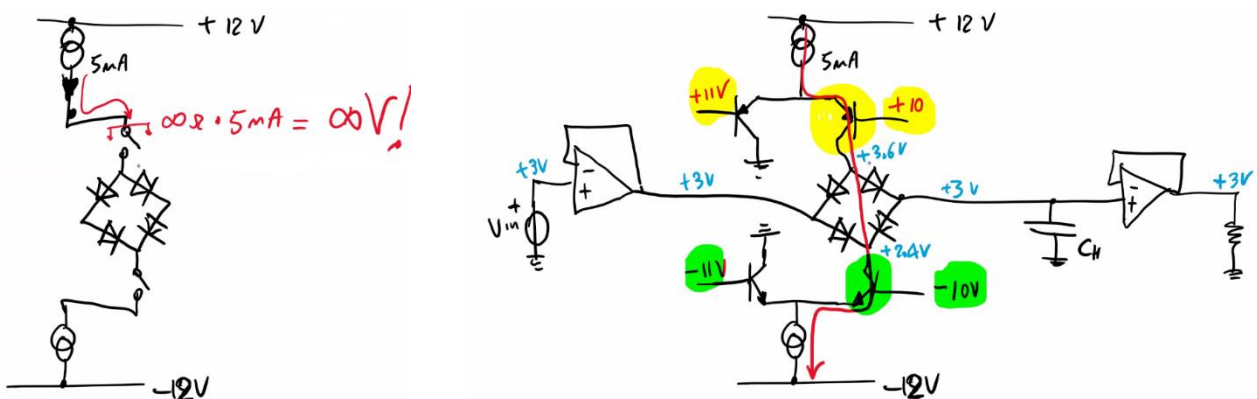 +12V
5mA
∞Ω·5mA = ∞V!
-12V
+12V
5mA
+11V
+10
+3.6V
+3V
+3V
+3V
+3V
Vin
+
-
+
-
+
CH
+2.4V
-11V
-10V
-12V